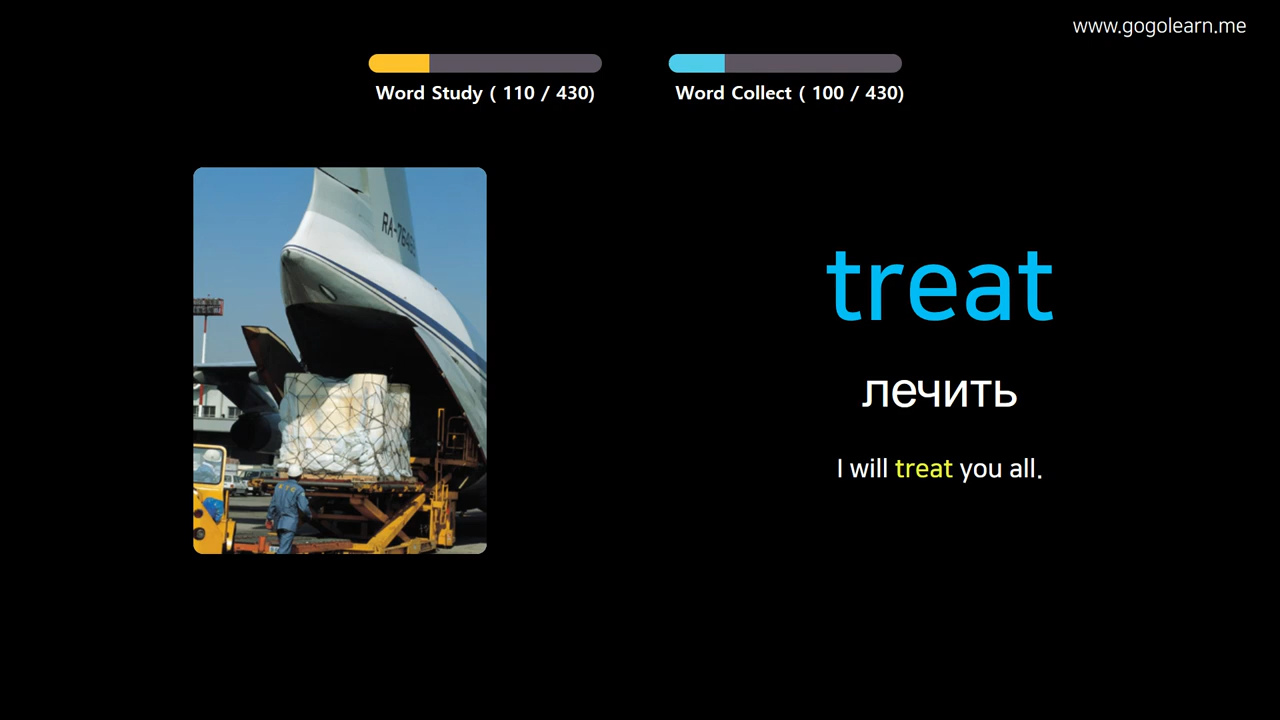 www.gogolearn.me
Word Study ( 110 / 430)
Word Collect ( 100 / 430)
treat
лечить
I will treat you all.